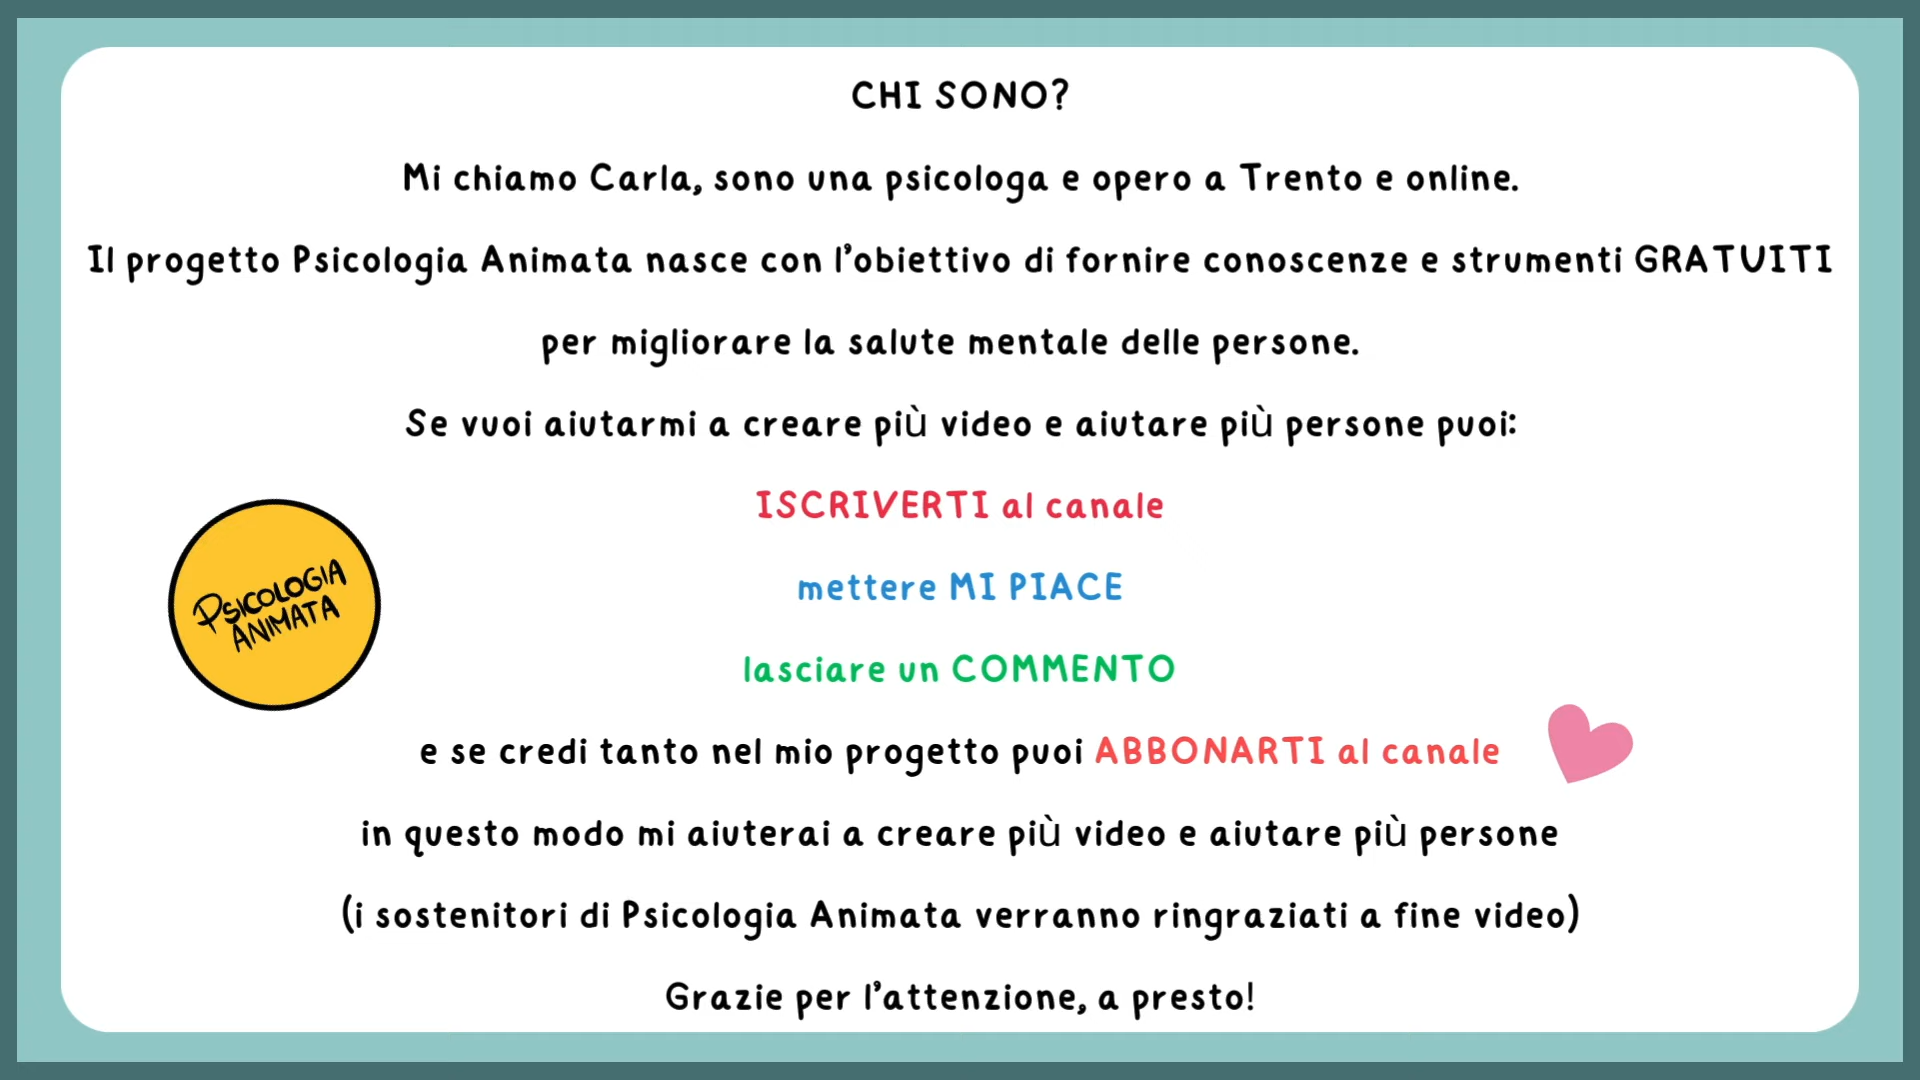 CHI SONO?
Mi chiamo Carla, sono una psicologa e opero a Trento e online.
Il progetto Psicologia Animata nasce con l'obiettivo di fornire conoscenze e strumenti GRATUITI
per migliorare la salute mentale delle persone.
Se vuoi aiutarmi a creare più video e aiutare più persone puoi:
ISCRIVERTI al canale
PSICOLOGIA
ANIMATA
mettere MI PIACE
lasciare un COMMENTO
e se credi tanto nel mio progetto puoi ABBONARTI al canale
in questo modo mi aiuterai a creare più video e aiutare più persone
(i sostenitori di Psicologia Animata verranno ringraziati a fine video)
Grazie per l'attenzione, a presto!